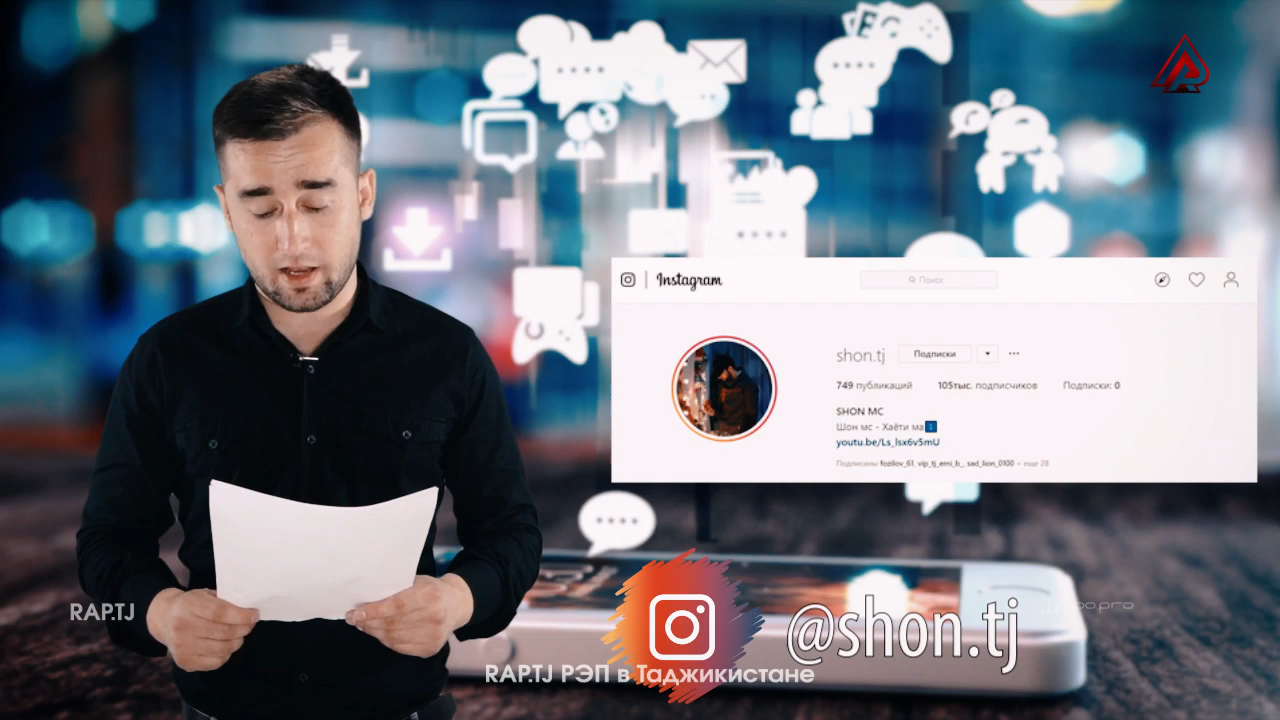 Instagram
Поиск
shon.tj Подписки
749 публикаций 105тыс. подписчиков Подписки: 0
SHON MC
Шон мс - Хаёти ма
youtu.be/Ls_lsx6v5mU
Подписаны fozilov_61, vip_tj_emi_b_, sad_lion_0100 + еще 28
RAP.TJ
@shon.tj
RAP.TJ РЭП в Таджикистане